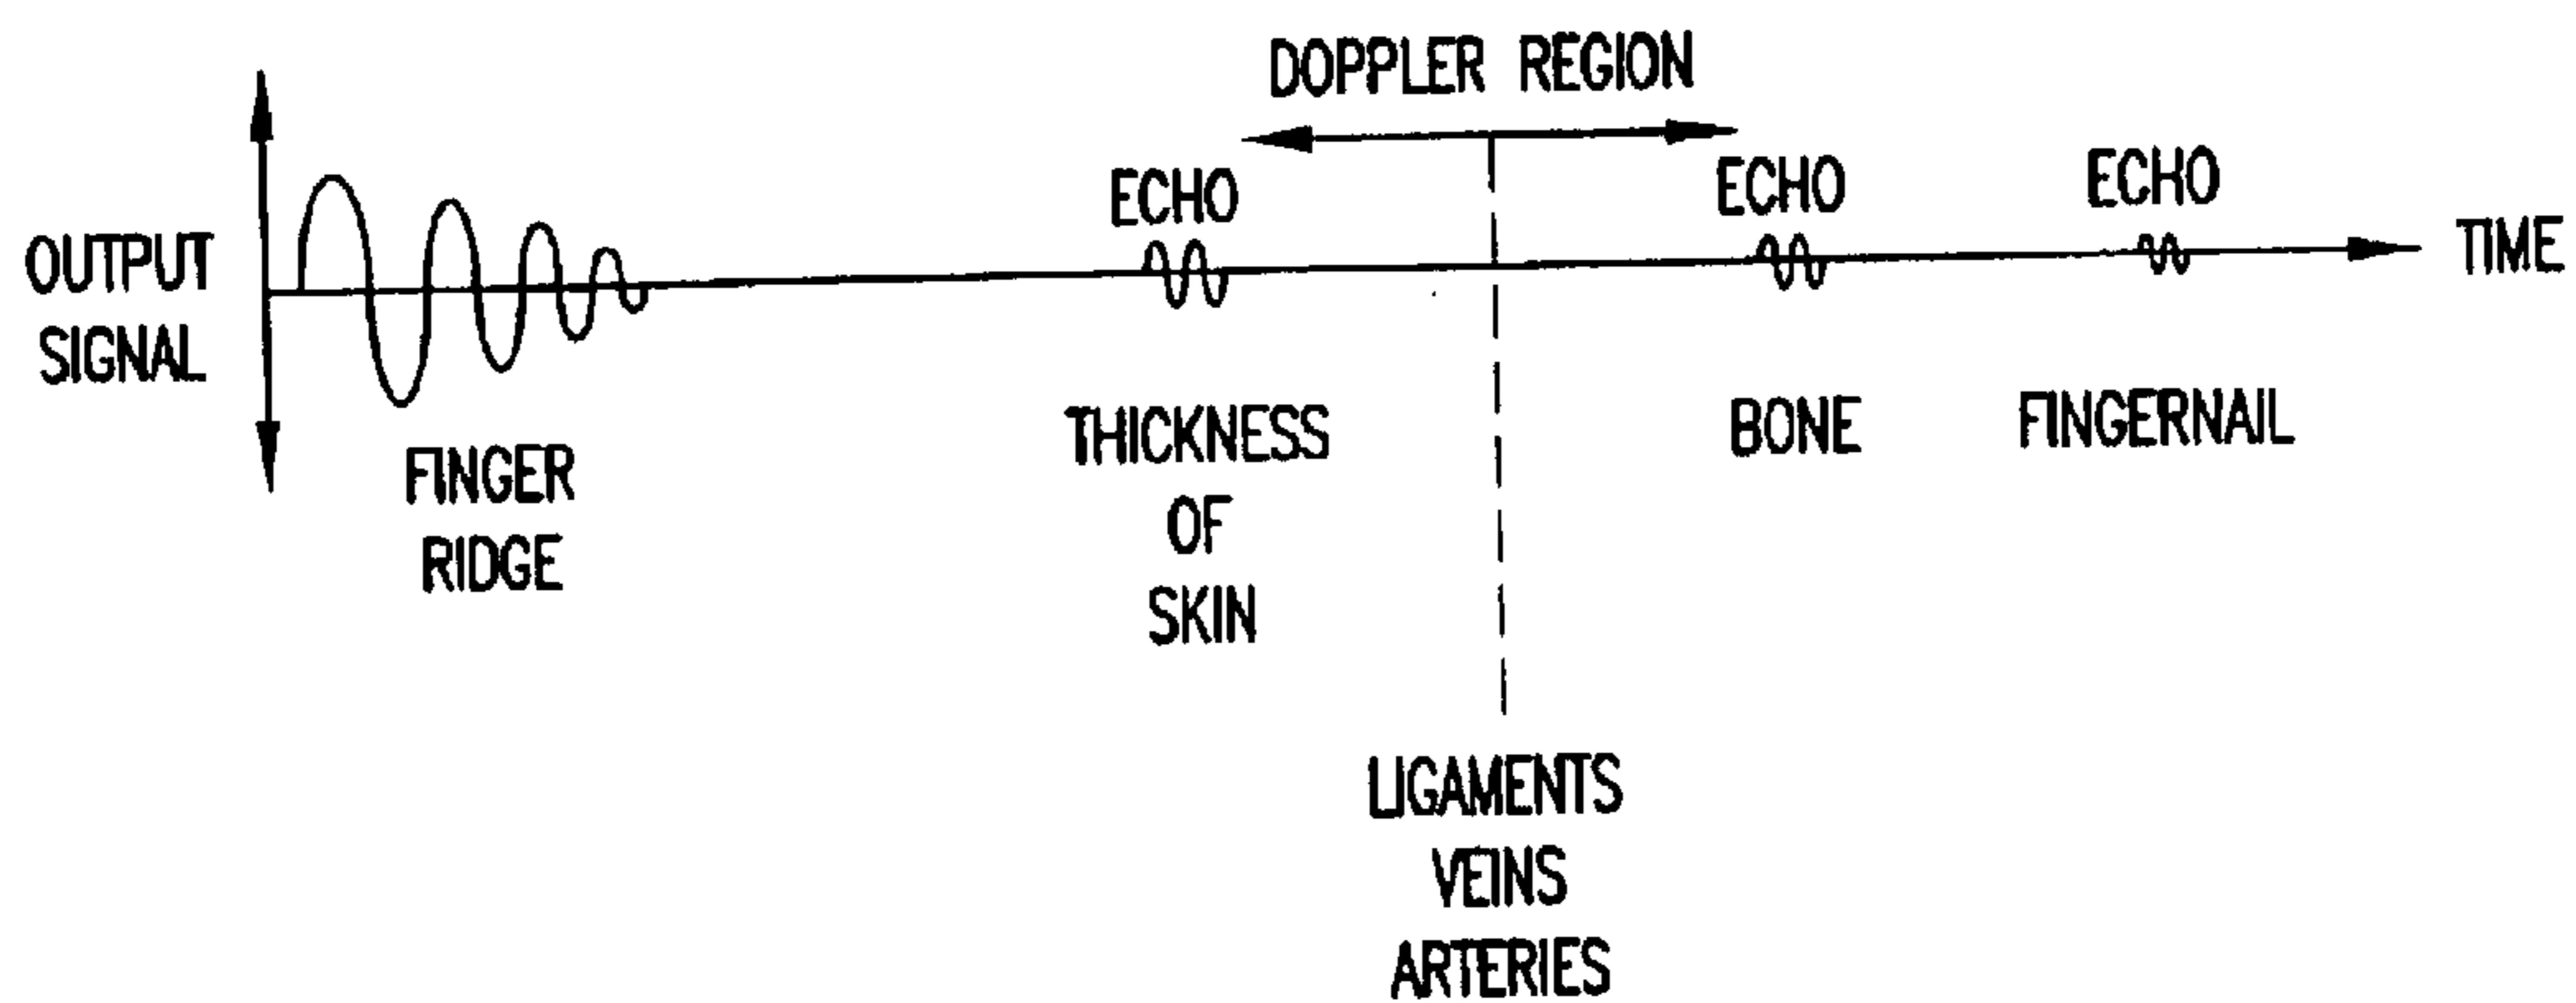 DOPPLER REGION
ECHO
ECHO
ECHO
OUTPUT
SIGNAL
TIME
FINGER
RIDGE
THICKNESS
OF
SKIN
BONE
FINGERNAIL
LIGAMENTS
VEINS
ARTERIES